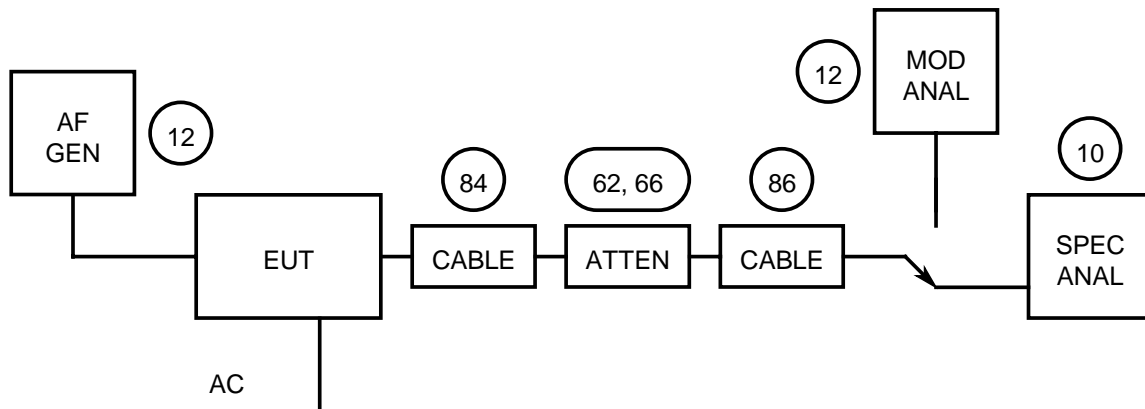 MOD
ANAL
12
AF
GEN
12
10
84
62, 66
86
EUT
CABLE
ATTEN
CABLE
SPEC
ANAL
AC